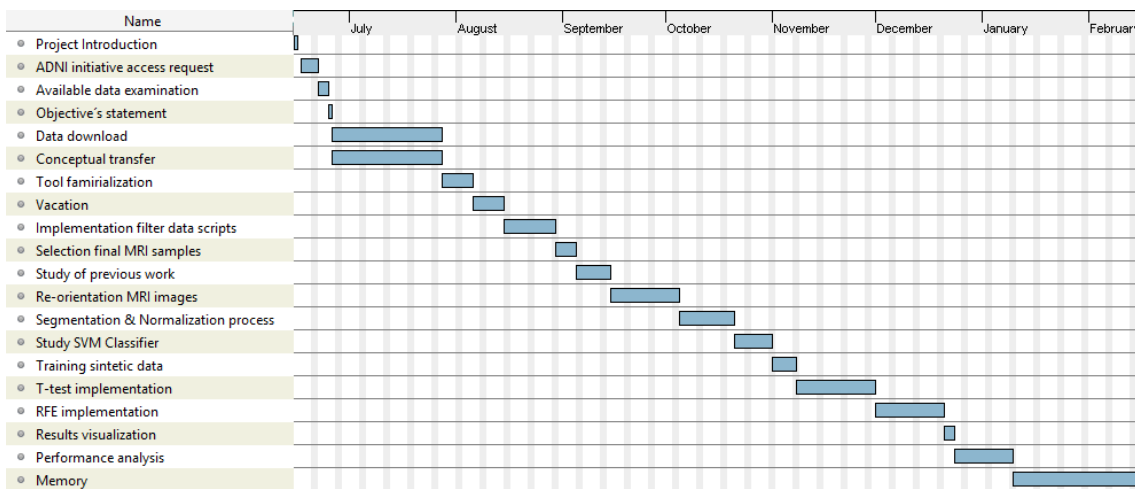 Name
July August September October November December January February
Project Introduction
ADNI initiative access request
Available data examination
Objective´s statement
Data download
Conceptual transfer
Tool famirialization
Vacation
Implementation filter data scripts
Selection final MRI samples
Study of previous work
Re-orientation MRI images
Segmentation & Normalization process
Study SVM Classifier
Training sintetic data
T-test implementation
RFE implementation
Results visualization
Performance analysis
Memory